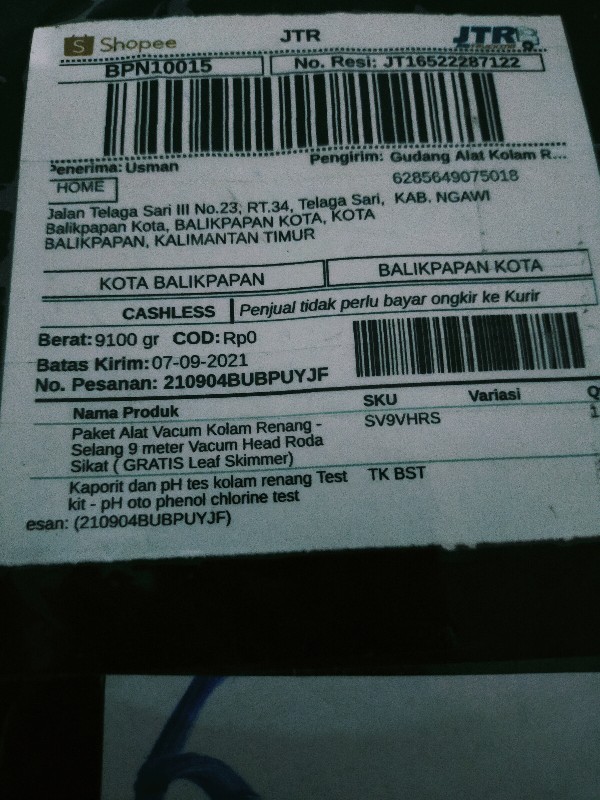 Shopee
JTR
JTR
BPN10015
No. Resi: JT16522287122
Penerima: Usman
Pengirim: Gudang Alat Kolam R...
HOME
6285649075018
KAB. NGAWI
Jalan Telaga Sari III No.23, RT.34, Telaga Sari,
Balikpapan Kota, BALIKPAPAN KOTA, KOTA
BALIKPAPAN, KALIMANTAN TIMUR
KOTA BALIKPAPAN
BALIKPAPAN KOTA
CASHLESS
Penjual tidak perlu bayar ongkir ke Kurir
Berat: 9100 gr COD: Rp0
Batas Kirim: 07-09-2021
No. Pesanan: 210904BUBPUYJF
Nama Produk SKU Variasi Q
Paket Alat Vacum Kolam Renang - SV9VHRS 1
Selang 9 meter Vacum Head Roda
Sikat ( GRATIS Leaf Skimmer)
Kaporit dan pH tes kolam renang Test TK BST
kit - pH oto phenol chlorine test
esan: (210904BUBPUYJF)